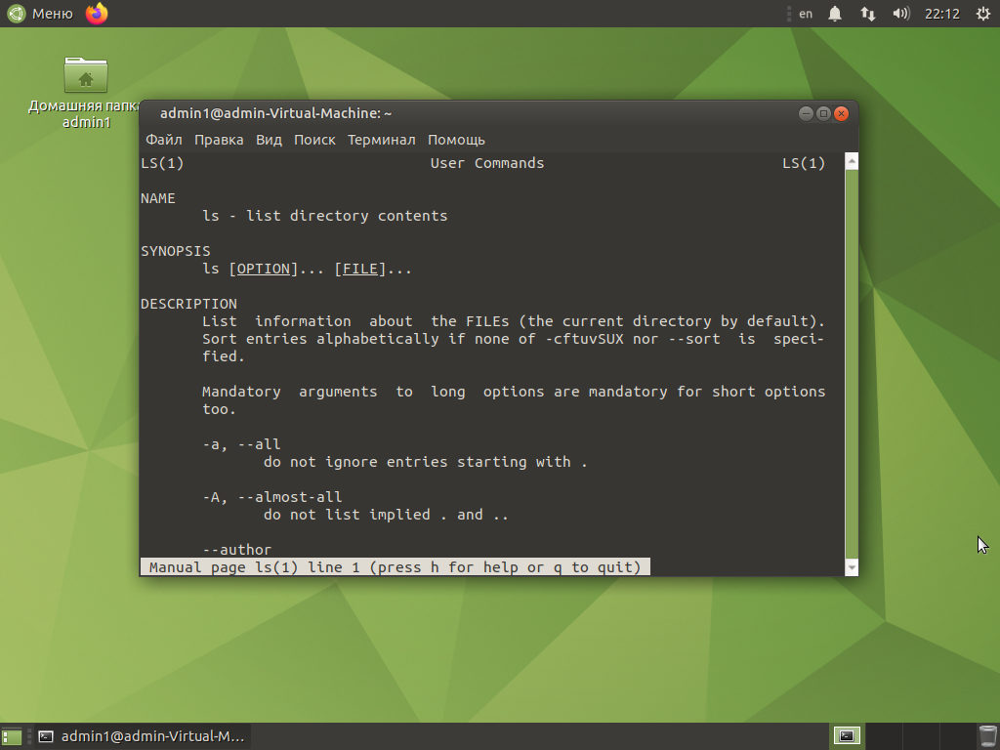 Меню
en
22:12
Домашняя папка
admin1
admin1@admin-Virtual-Machine: ~
Файл Правка Вид Поиск Терминал Помощь
LS(1) User Commands LS(1)
NAME
ls - list directory contents
SYNOPSIS
ls [OPTION]... [FILE]...
DESCRIPTION
List information about the FILEs (the current directory by default).
Sort entries alphabetically if none of -cftuvSUX nor --sort is speci-
fied.
Mandatory arguments to long options are mandatory for short options
too.
-a, --all
do not ignore entries starting with .
-A, --almost-all
do not list implied . and ..
--author
Manual page ls(1) line 1 (press h for help or q to quit)
admin1@admin-Virtual-M...